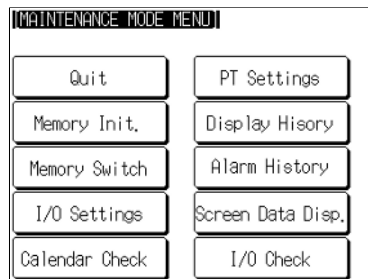 [MAINTENANCE MODE MENU]
Quit
PT Settings
Memory Init.
Display Hisory
Memory Switch
Alarm History
I/O Settings
Screen Data Disp.
Calendar Check
I/O Check